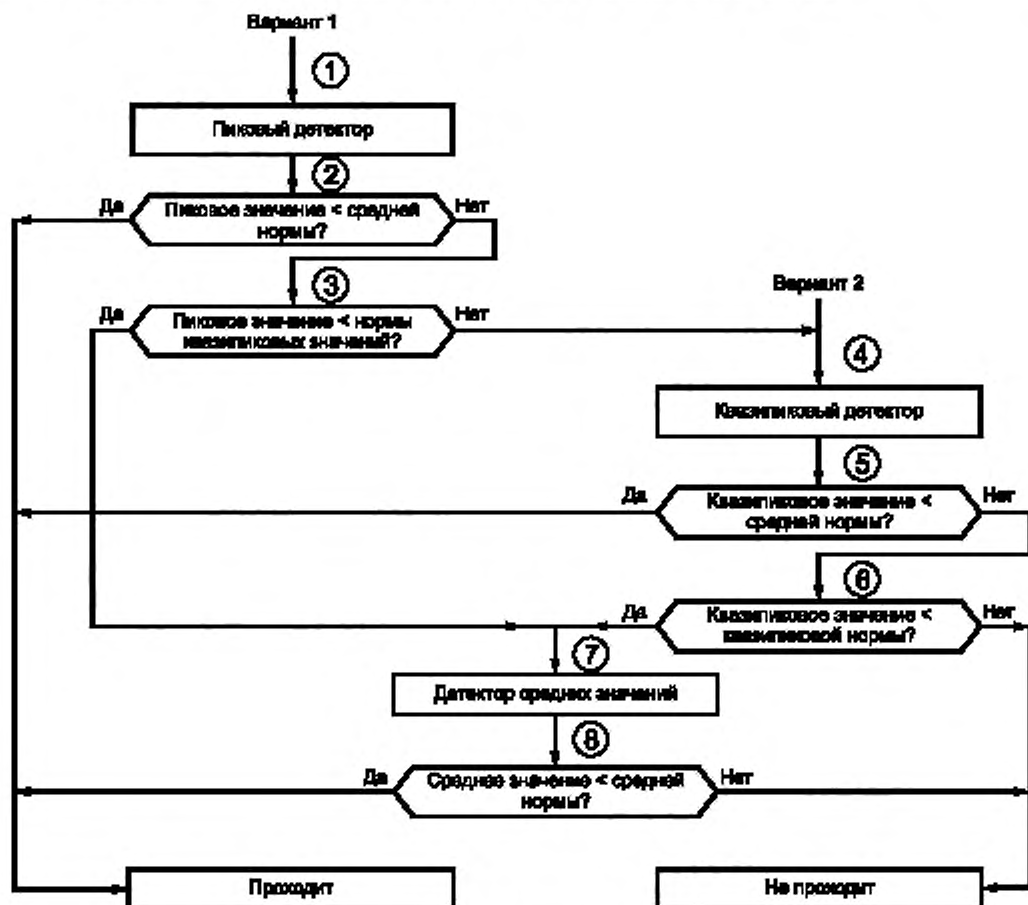 Вариант 1
1
Пиковый детектор
2
Да
Пиковое значение < средней
нормы?
Нет
3
Да
Пиковое значение < нормы
квазипиковых значений?
Нет
Вариант 2
4
Квазипиковый детектор
5
Да
Квазипиковое значение <
средней нормы?
Нет
6
Да
Квазипиковое значение <
квазипиковой нормы?
Нет
7
Детектор средних значений
8
Да
Среднее значение < средней
нормы?
Нет
Проходит
Не проходит